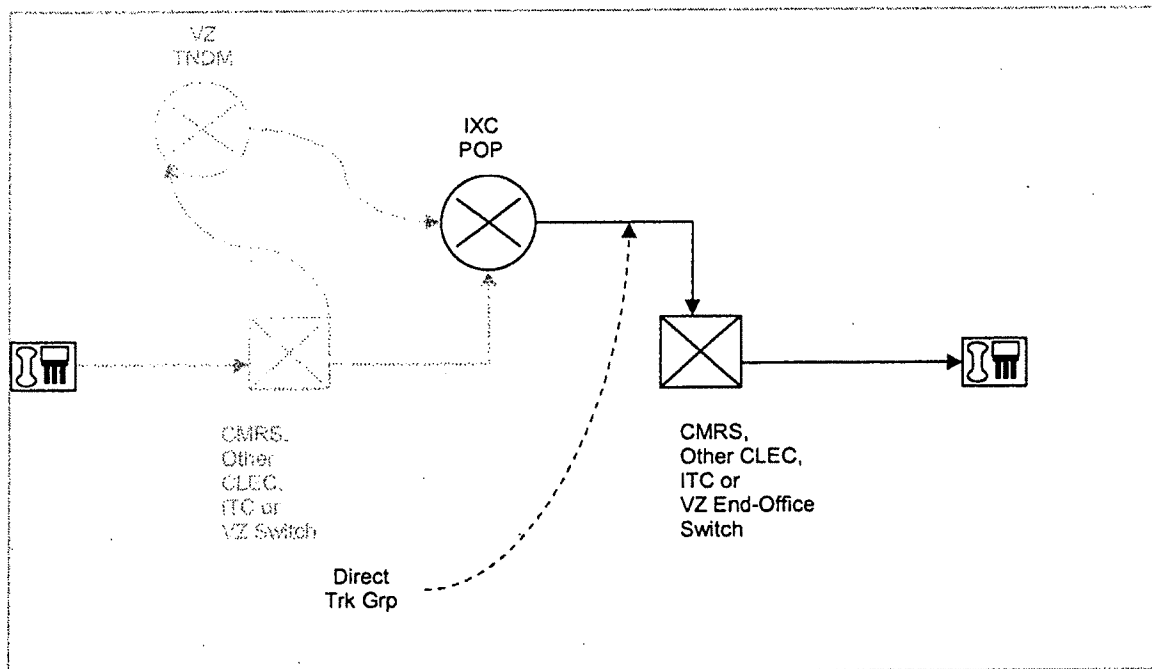 VZ
TNDM
IXC
POP
CMRS,
Other
CLEC,
ITC or
VZ Switch
CMRS,
Other CLEC,
ITC or
VZ End-Office
Switch
Direct
Trk Grp